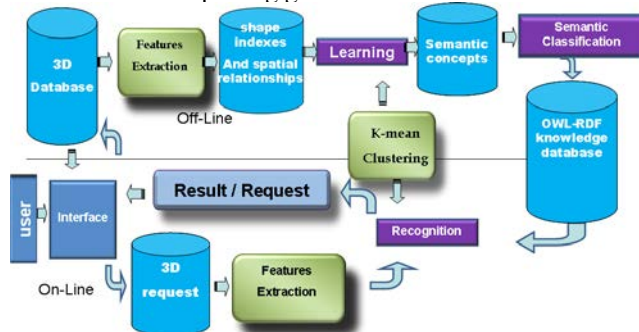 3D
Database
Features
Extraction
shape
indexes
And spatial
relationships
Learning
Semantic
concepts
Semantic
Classification
Off-Line
K-mean
Clustering
OWL-RDF
knowledge
database
user
Interface
Result / Request
Recognition
On-Line
3D
request
Features
Extraction